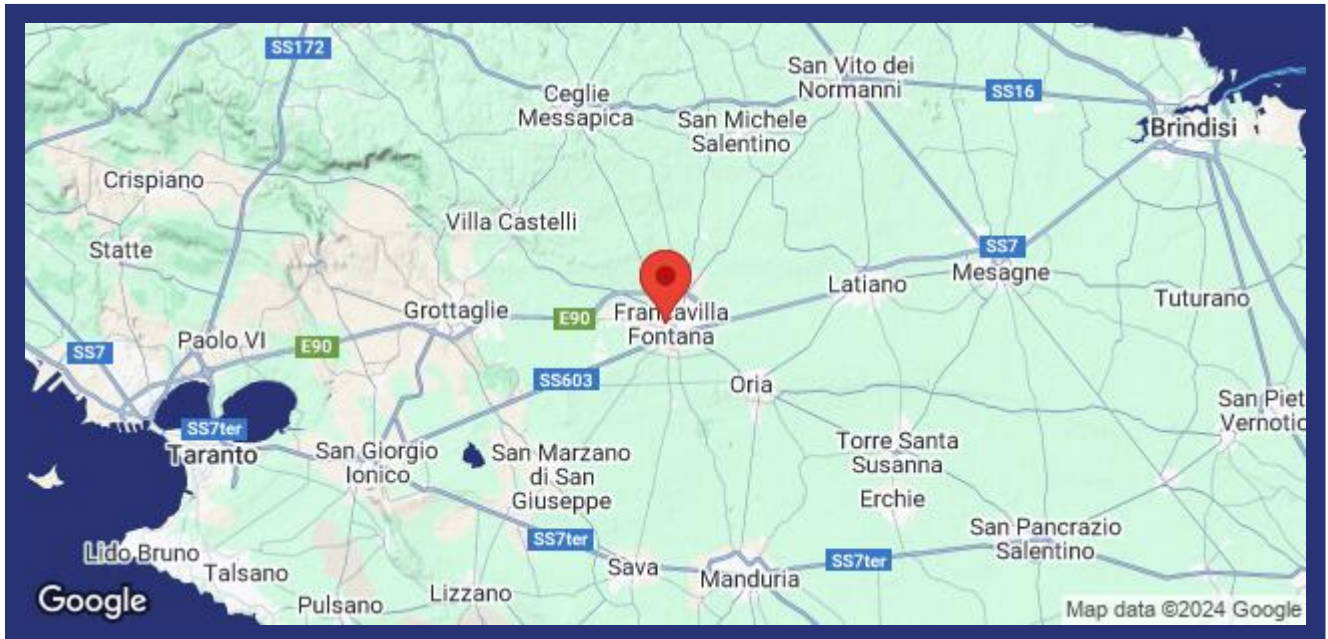 SS172
San Vito dei
Normanni
SS16
Ceglie
Messapica
San Michele
Salentino
Brindisi
Crispiano
Villa Castelli
Statte
SS7
Mesagne
Latiano
Tuturano
Grottaglie
E90
Francavilla
Fontana
Paolo VI
E90
SS7
SS603
Oria
San Piet
Vernotic
SS7ter
Taranto
San Giorgio
Ionico
San Marzano
di San
Giuseppe
Torre Santa
Susanna
Erchie
San Pancrazio
Salentino
SS7ter
Lido Bruno
Talsano
Sava
Manduria
SS7ter
Lizzano
Pulsano
Google
Map data ©2024 Google